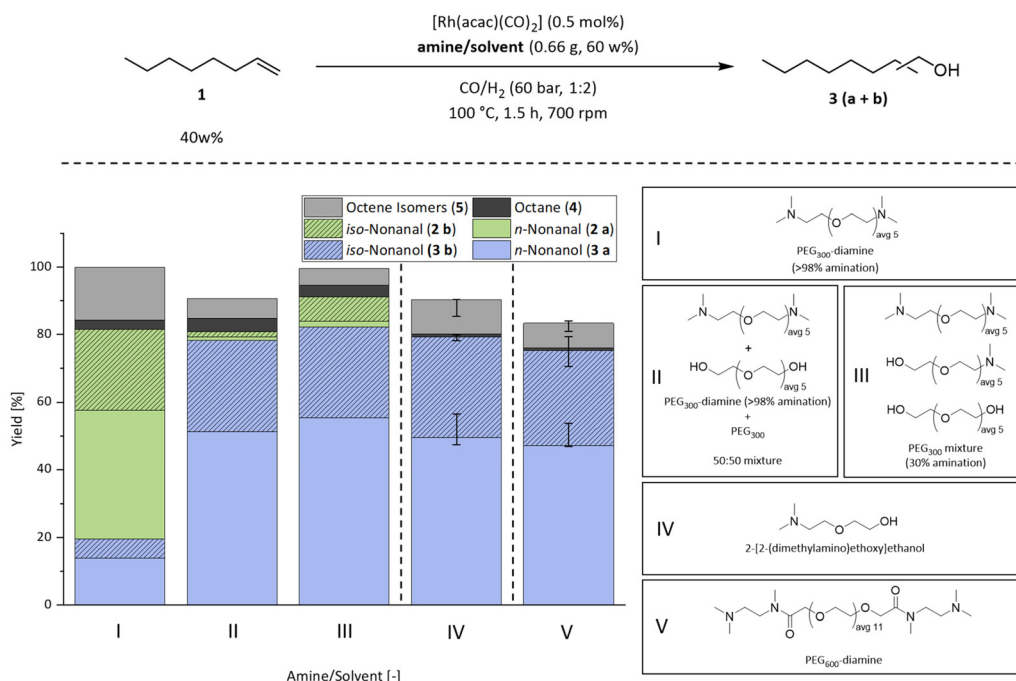 [Rh(acac)(CO)₂] (0.5 mol%)
amine/solvent (0.66 g, 60 w%)
CO/H₂ (60 bar, 1:2)
100 °C, 1.5 h, 700 rpm
1
40w%
OH
3 (a + b)
Octene Isomers (5) Octane (4)
iso-Nonanal (2 b) n-Nonanal (2 a)
iso-Nonanol (3 b) n-Nonanol (3 a
100
80
60
40
20
0
Yield [%]
I II III IV V
Amine/Solvent [-]
I
N O N
avg 5
PEG₃₀₀-diamine
(>98% amination)
II
N O N
avg 5
+
HO O OH
avg 5
PEG₃₀₀-diamine (>98% amination)
+
PEG₃₀₀
50:50 mixture
III
N O N
avg 5
HO O N
avg 5
HO O OH
avg 5
PEG₃₀₀ mixture
(30% amination)
IV
N O OH
2-[2-(dimethylamino)ethoxy]ethanol
V
N N O O O O N N
avg 11
PEG₆₀₀-diamine